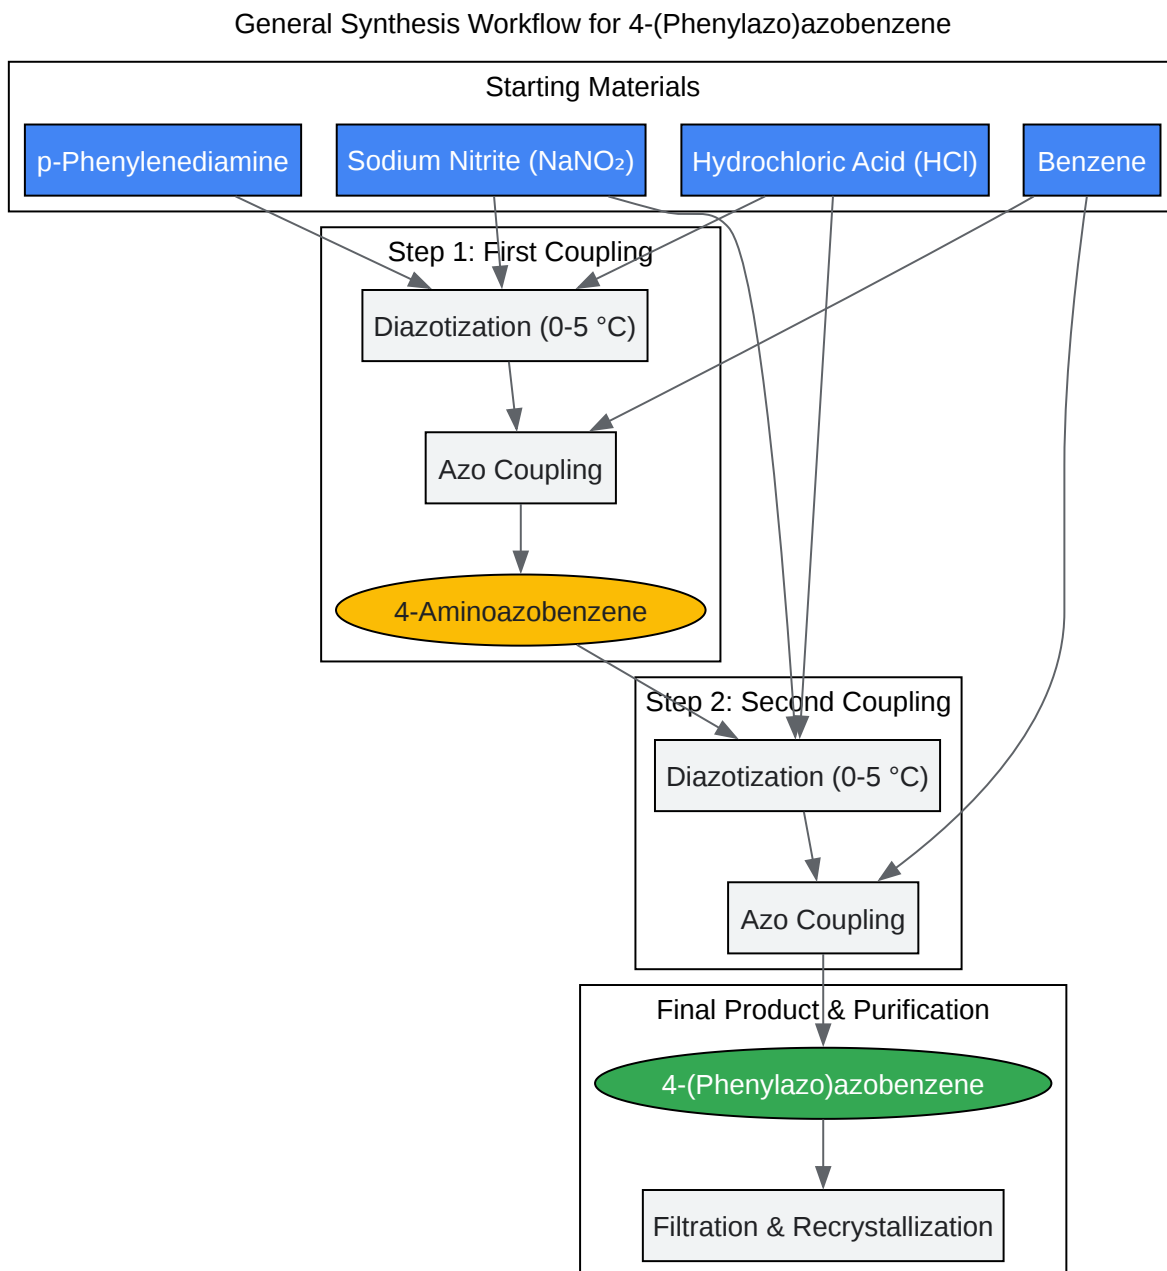 General Synthesis Workflow for 4-(Phenylazo)azobenzene
Starting Materials
p-Phenylenediamine
Sodium Nitrite (NaNO₂)
Hydrochloric Acid (HCl)
Benzene
Step 1: First Coupling
Diazotization (0-5 °C)
Azo Coupling
4-Aminoazobenzene
Step 2: Second Coupling
Diazotization (0-5 °C)
Azo Coupling
Final Product & Purification
4-(Phenylazo)azobenzene
Filtration & Recrystallization